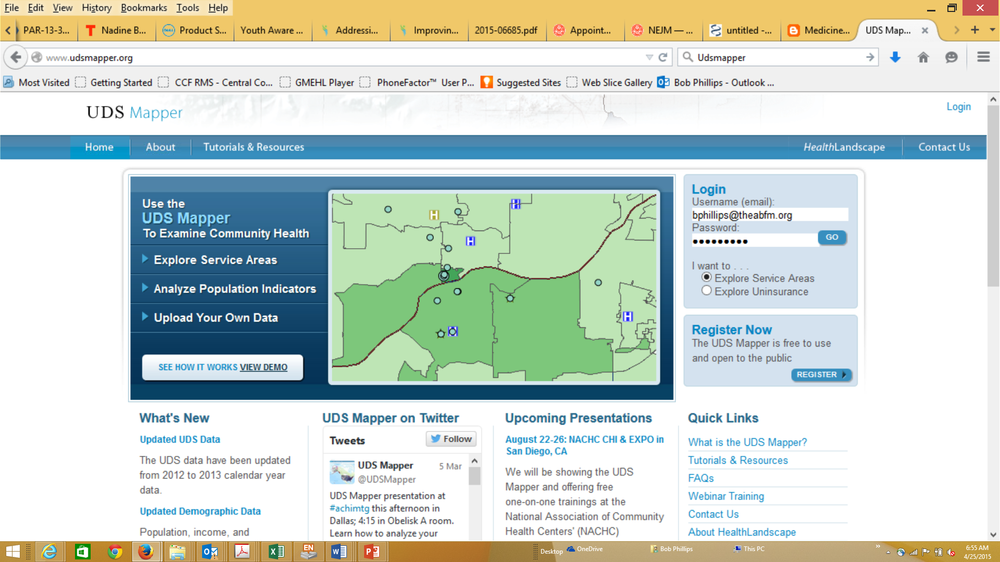 File Edit View History Bookmarks Tools Help
PAR-13-3... Nadine B... Product S... Youth Aware ... Addressi... Improvin... 2015-06685.pdf Appoint... NEJM — ... untitled -... Medicine... UDS Map...
www.udsmapper.org
Udsmapper
Most Visited Getting Started CCF RMS - Central Co... GMEHL Player PhoneFactor™ User P... Suggested Sites Web Slice Gallery Bob Phillips - Outlook ...
UDS Mapper
Login
Home About Tutorials & Resources HealthLandscape Contact Us
Use the
UDS Mapper
To Examine Community Health
Explore Service Areas
Analyze Population Indicators
Upload Your Own Data
SEE HOW IT WORKS VIEW DEMO
H
H
H
H
Login
Username (email):
bphillips@theabfm.org
Password:
GO
I want to . . .
Explore Service Areas
Explore Uninsurance
Register Now
The UDS Mapper is free to use
and open to the public
REGISTER
What's New
Updated UDS Data
The UDS data have been updated
from 2012 to 2013 calendar year
data.
Updated Demographic Data
Population, income, and
UDS Mapper on Twitter
Tweets
Follow
UDS Mapper 5 Mar
@UDSMapper
UDS Mapper presentation at
#achimtg this afternoon in
Dallas; 4:15 in Obelisk A room.
Learn how to analyze your
Upcoming Presentations
August 22-26: NACHC CHI & EXPO in
San Diego, CA
We will be showing the UDS
Mapper and offering free
one-on-one trainings at the
National Association of Community
Health Centers' (NACHC)
Quick Links
What is the UDS Mapper?
Tutorials & Resources
FAQs
Webinar Training
Contact Us
About HealthLandscape
EN
Desktop OneDrive Bob Phillips This PC
6:55 AM
4/25/2015